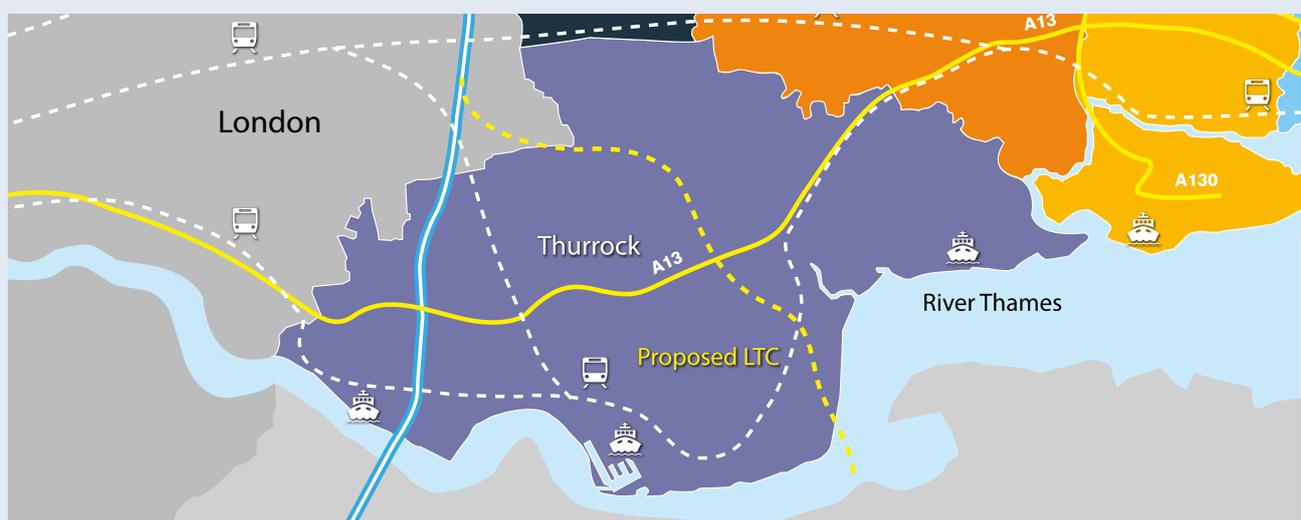 A13
London
A130
Thurrock
A13
River Thames
Proposed LTC